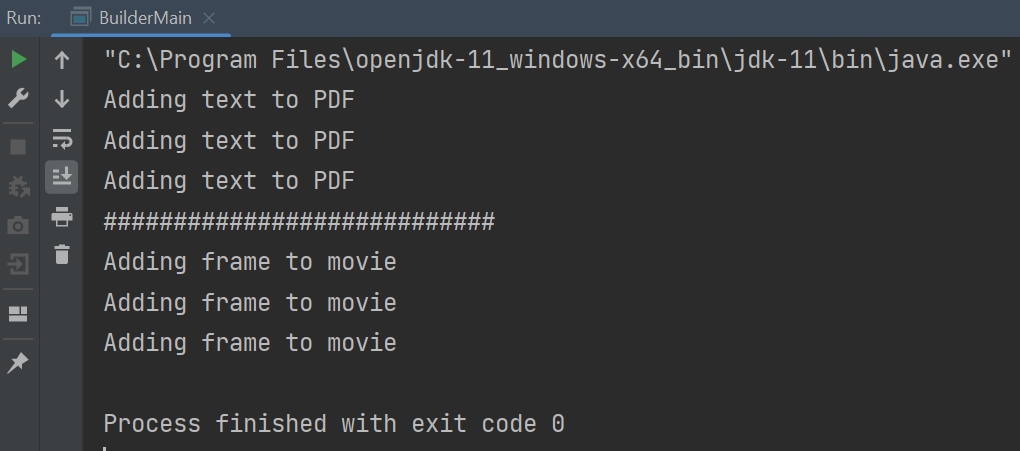 Run: BuilderMain
"C:\Program Files\openjdk-11_windows-x64_bin\jdk-11\bin\java.exe"
Adding text to PDF
Adding text to PDF
Adding text to PDF
############################
Adding frame to movie
Adding frame to movie
Adding frame to movie
Process finished with exit code 0